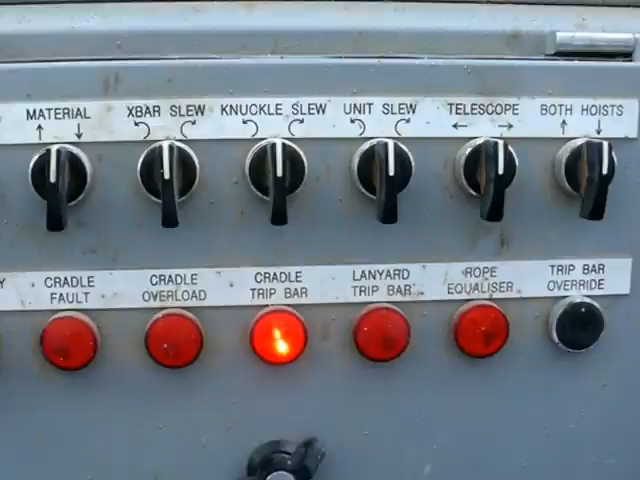 MATERIAL
↑ ↓
XBAR SLEW
KNUCKLE SLEW
UNIT SLEW
TELESCOPE
← →
BOTH HOISTS
↑ ↓
Y
CRADLE
FAULT
CRADLE
OVERLOAD
CRADLE
TRIP BAR
LANYARD
TRIP BAR
ROPE
EQUALISER
TRIP BAR
OVERRIDE